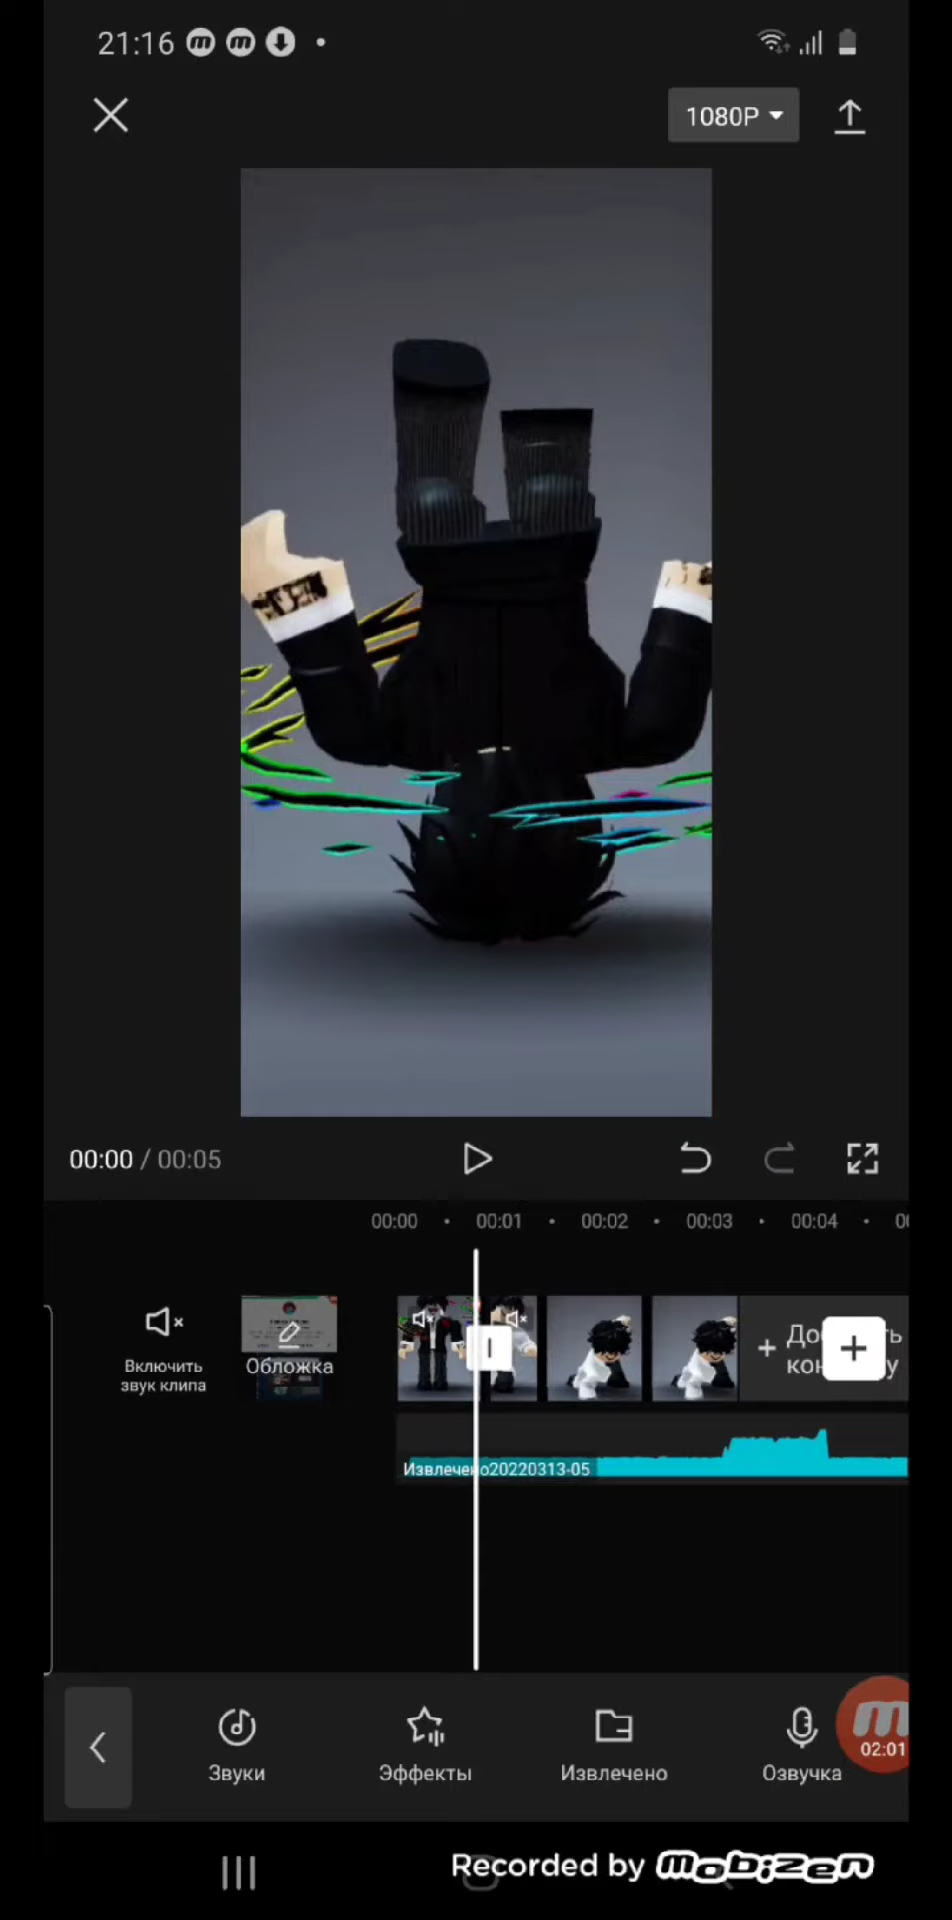 21:16
1080P
00:00 / 00:05
00:00 00:01 00:02 00:03 00:04
Включить
звук клипа
Обложка
Извлечено20220313-05
Звуки
Эффекты
Извлечено
Озвучка
02:01
Recorded by mobizen